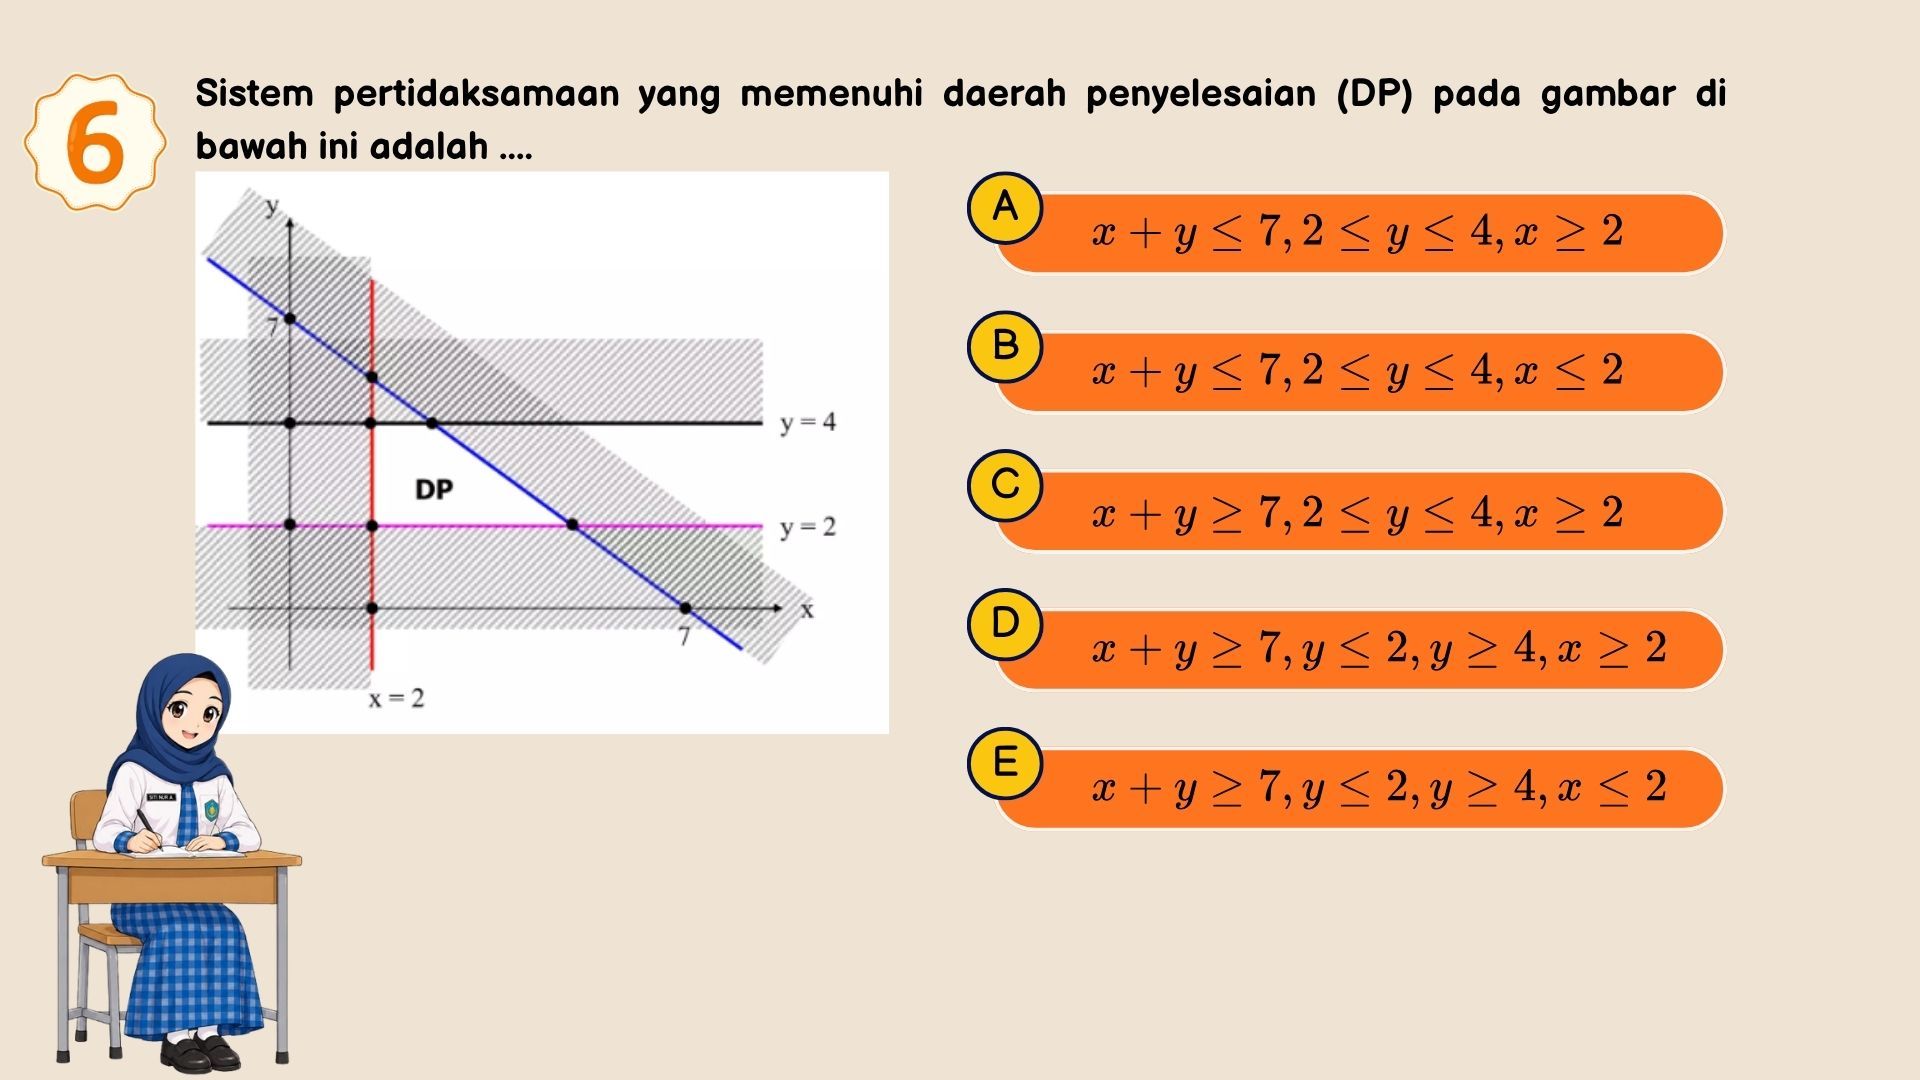 6
Sistem pertidaksamaan yang memenuhi daerah penyelesaian (DP) pada gambar di
bawah ini adalah ....
y
7
y = 4
DP
y = 2
x
7
x = 2
A
x + y ≤ 7, 2 ≤ y ≤ 4, x ≥ 2
B
x + y ≤ 7, 2 ≤ y ≤ 4, x ≤ 2
C
x + y ≥ 7, 2 ≤ y ≤ 4, x ≥ 2
D
x + y ≥ 7, y ≤ 2, y ≥ 4, x ≥ 2
E
x + y ≥ 7, y ≤ 2, y ≥ 4, x ≤ 2
SITI NUR A.